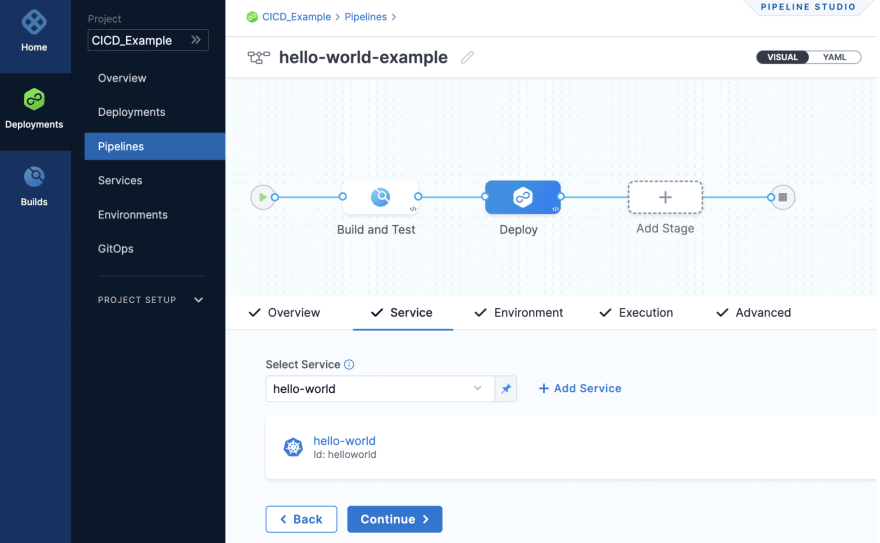 Home
Deployments
Builds
Project
CICD_Example
Overview
Deployments
Pipelines
Services
Environments
GitOps
PROJECT SETUP
CICD_Example > Pipelines >
PIPELINE STUDIO
hello-world-example
VISUAL YAML
Build and Test
</>
Deploy
</>
+
Add Stage
Overview
Service
Environment
Execution
Advanced
Select Service
hello-world
+ Add Service
hello-world
Id: helloworld
< Back
Continue >